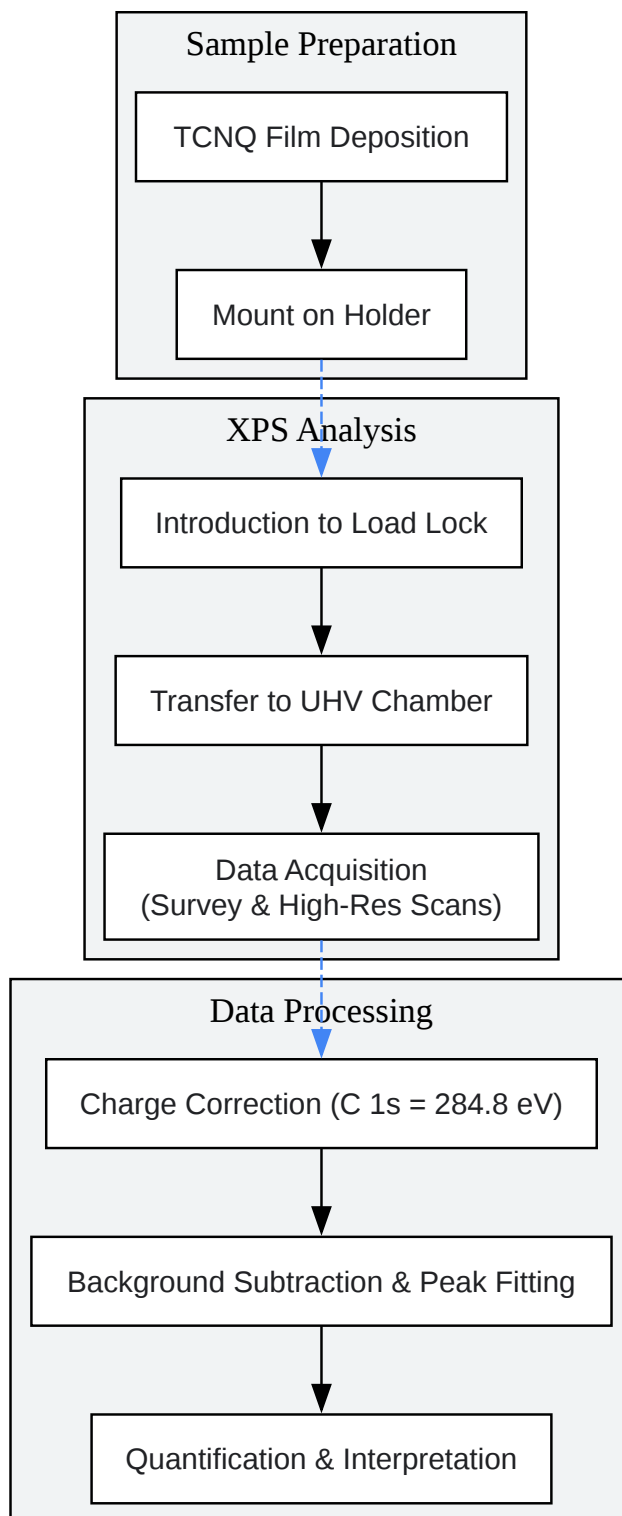 Sample Preparation
TCNQ Film Deposition
Mount on Holder
XPS Analysis
Introduction to Load Lock
Transfer to UHV Chamber
Data Acquisition
(Survey & High-Res Scans)
Data Processing
Charge Correction (C 1s = 284.8 eV)
Background Subtraction & Peak Fitting
Quantification & Interpretation